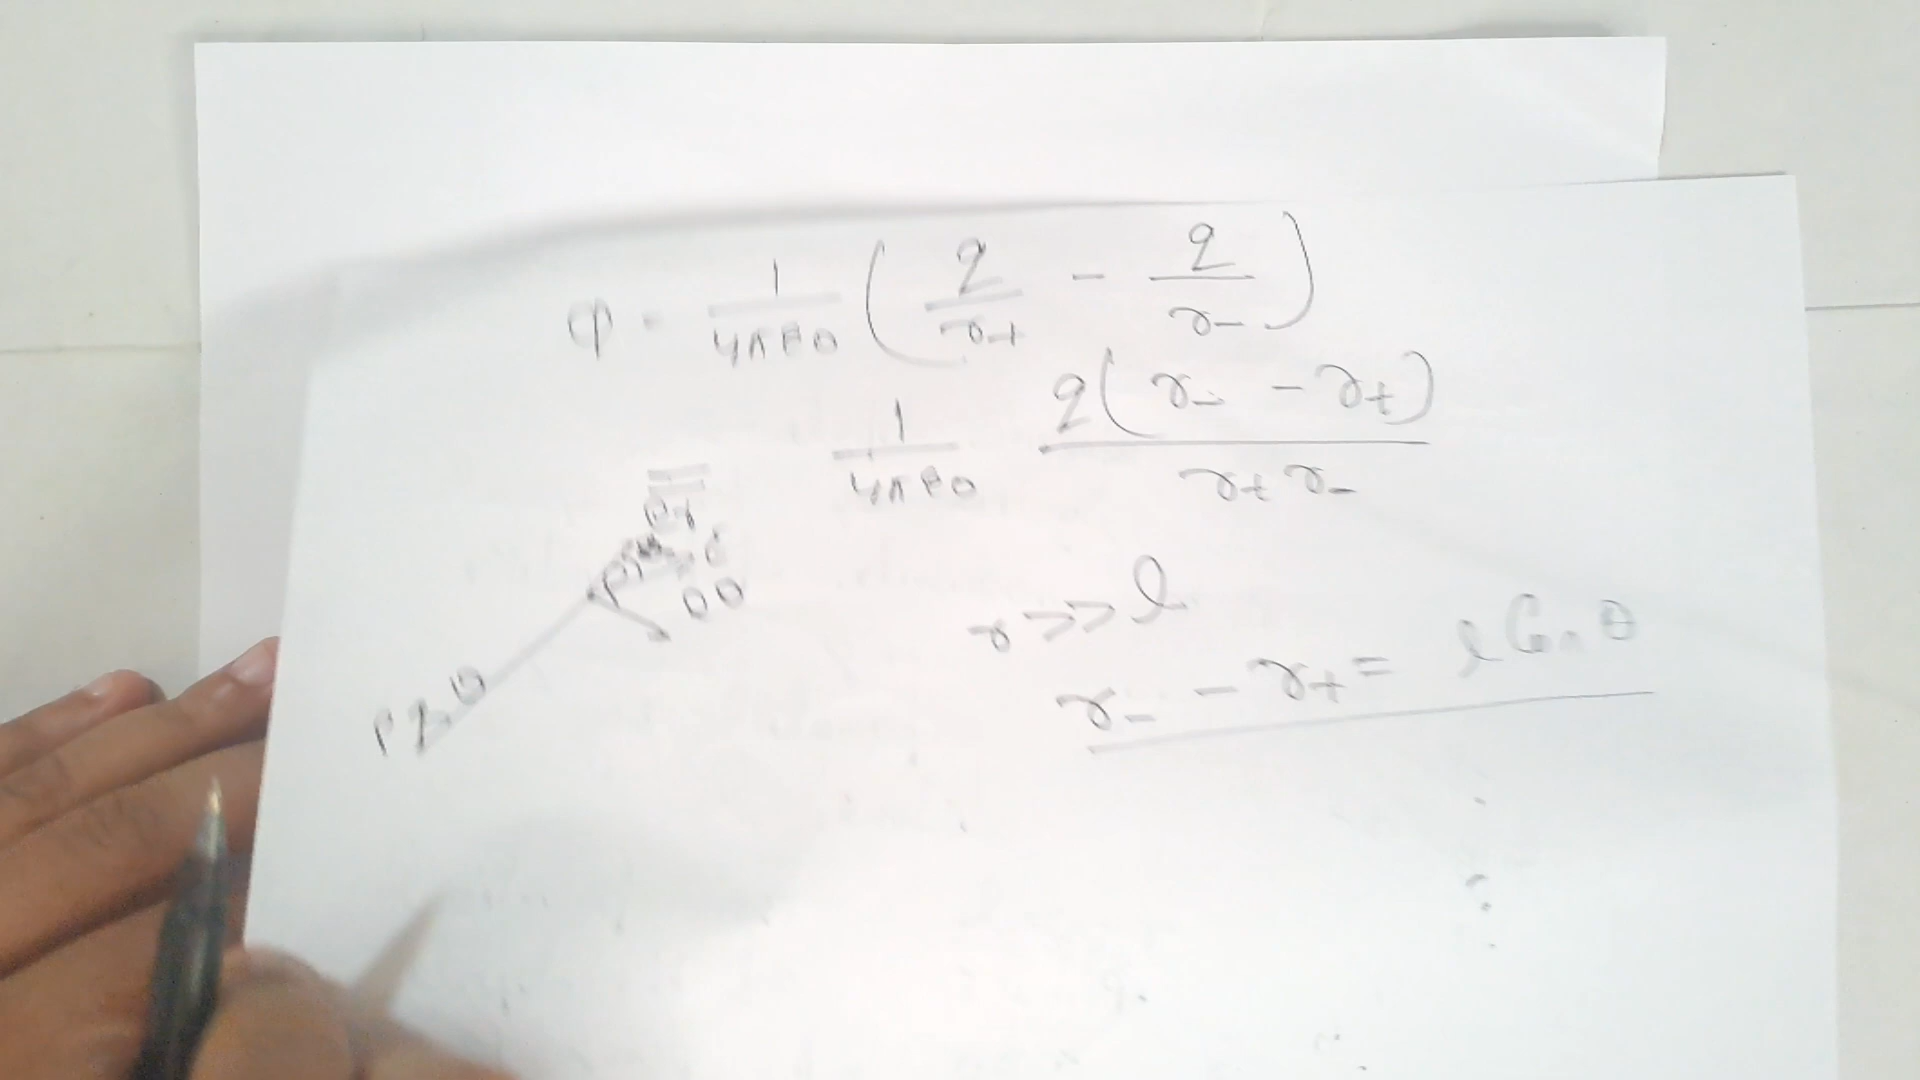 φ = 1/4πε0 ( q/r+ - q/r- )
1/4πε0 q( r- - r+ )/r+ r-
r >> l
r- - r+ = l Cos θ